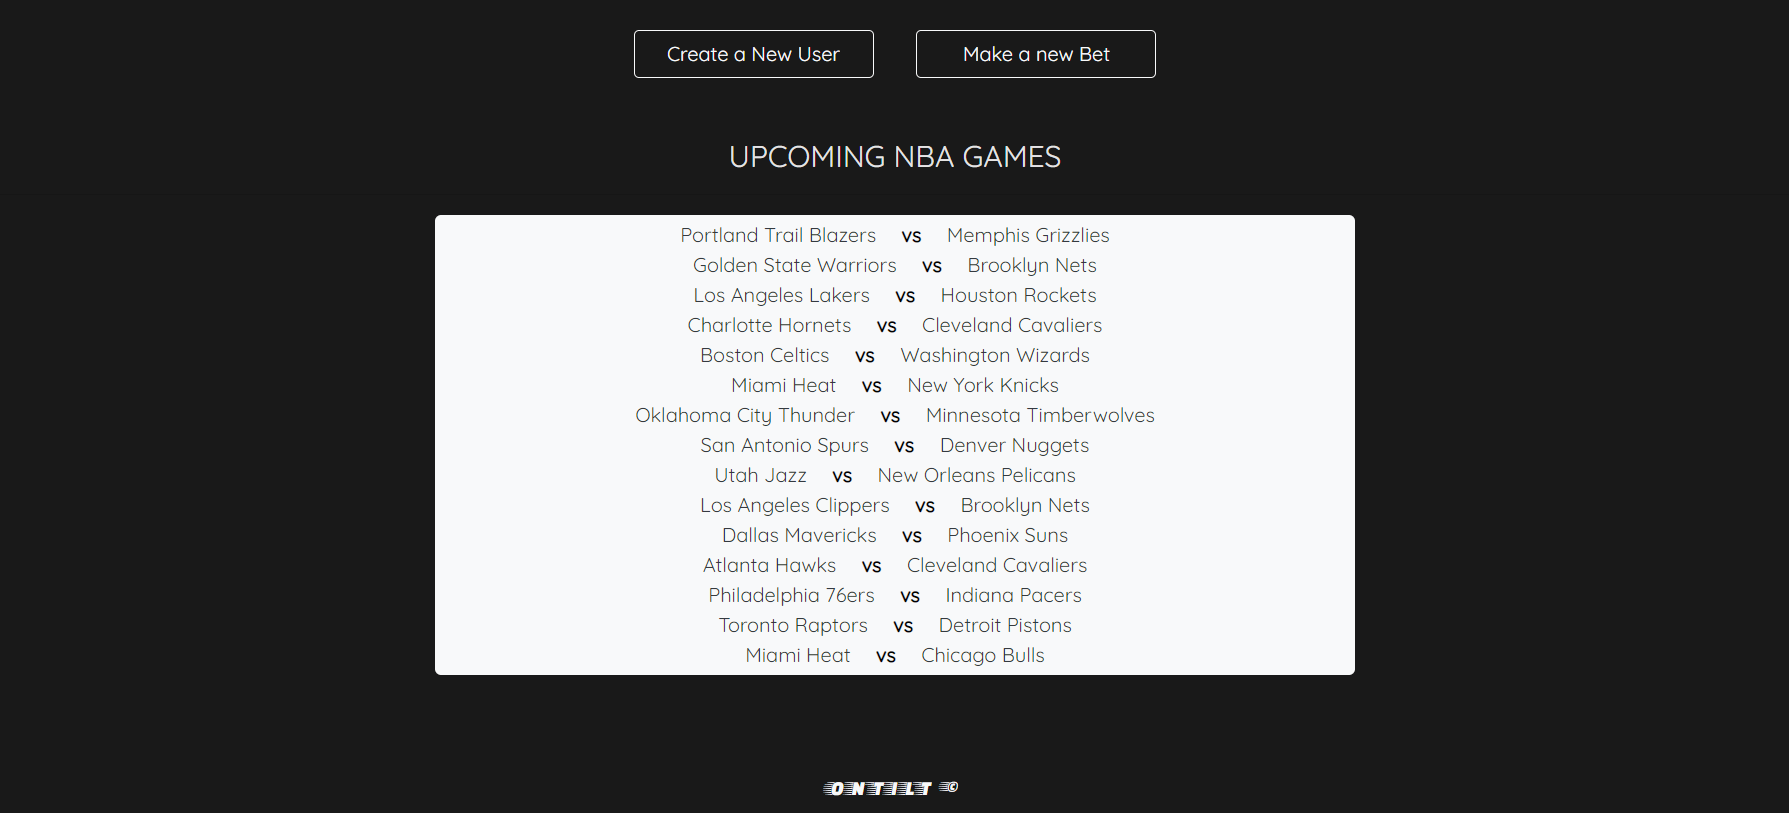 Create a New User Make a new Bet
UPCOMING NBA GAMES
Portland Trail Blazers vs Memphis Grizzlies
Golden State Warriors vs Brooklyn Nets
Los Angeles Lakers vs Houston Rockets
Charlotte Hornets vs Cleveland Cavaliers
Boston Celtics vs Washington Wizards
Miami Heat vs New York Knicks
Oklahoma City Thunder vs Minnesota Timberwolves
San Antonio Spurs vs Denver Nuggets
Utah Jazz vs New Orleans Pelicans
Los Angeles Clippers vs Brooklyn Nets
Dallas Mavericks vs Phoenix Suns
Atlanta Hawks vs Cleveland Cavaliers
Philadelphia 76ers vs Indiana Pacers
Toronto Raptors vs Detroit Pistons
Miami Heat vs Chicago Bulls
ONTILT ©